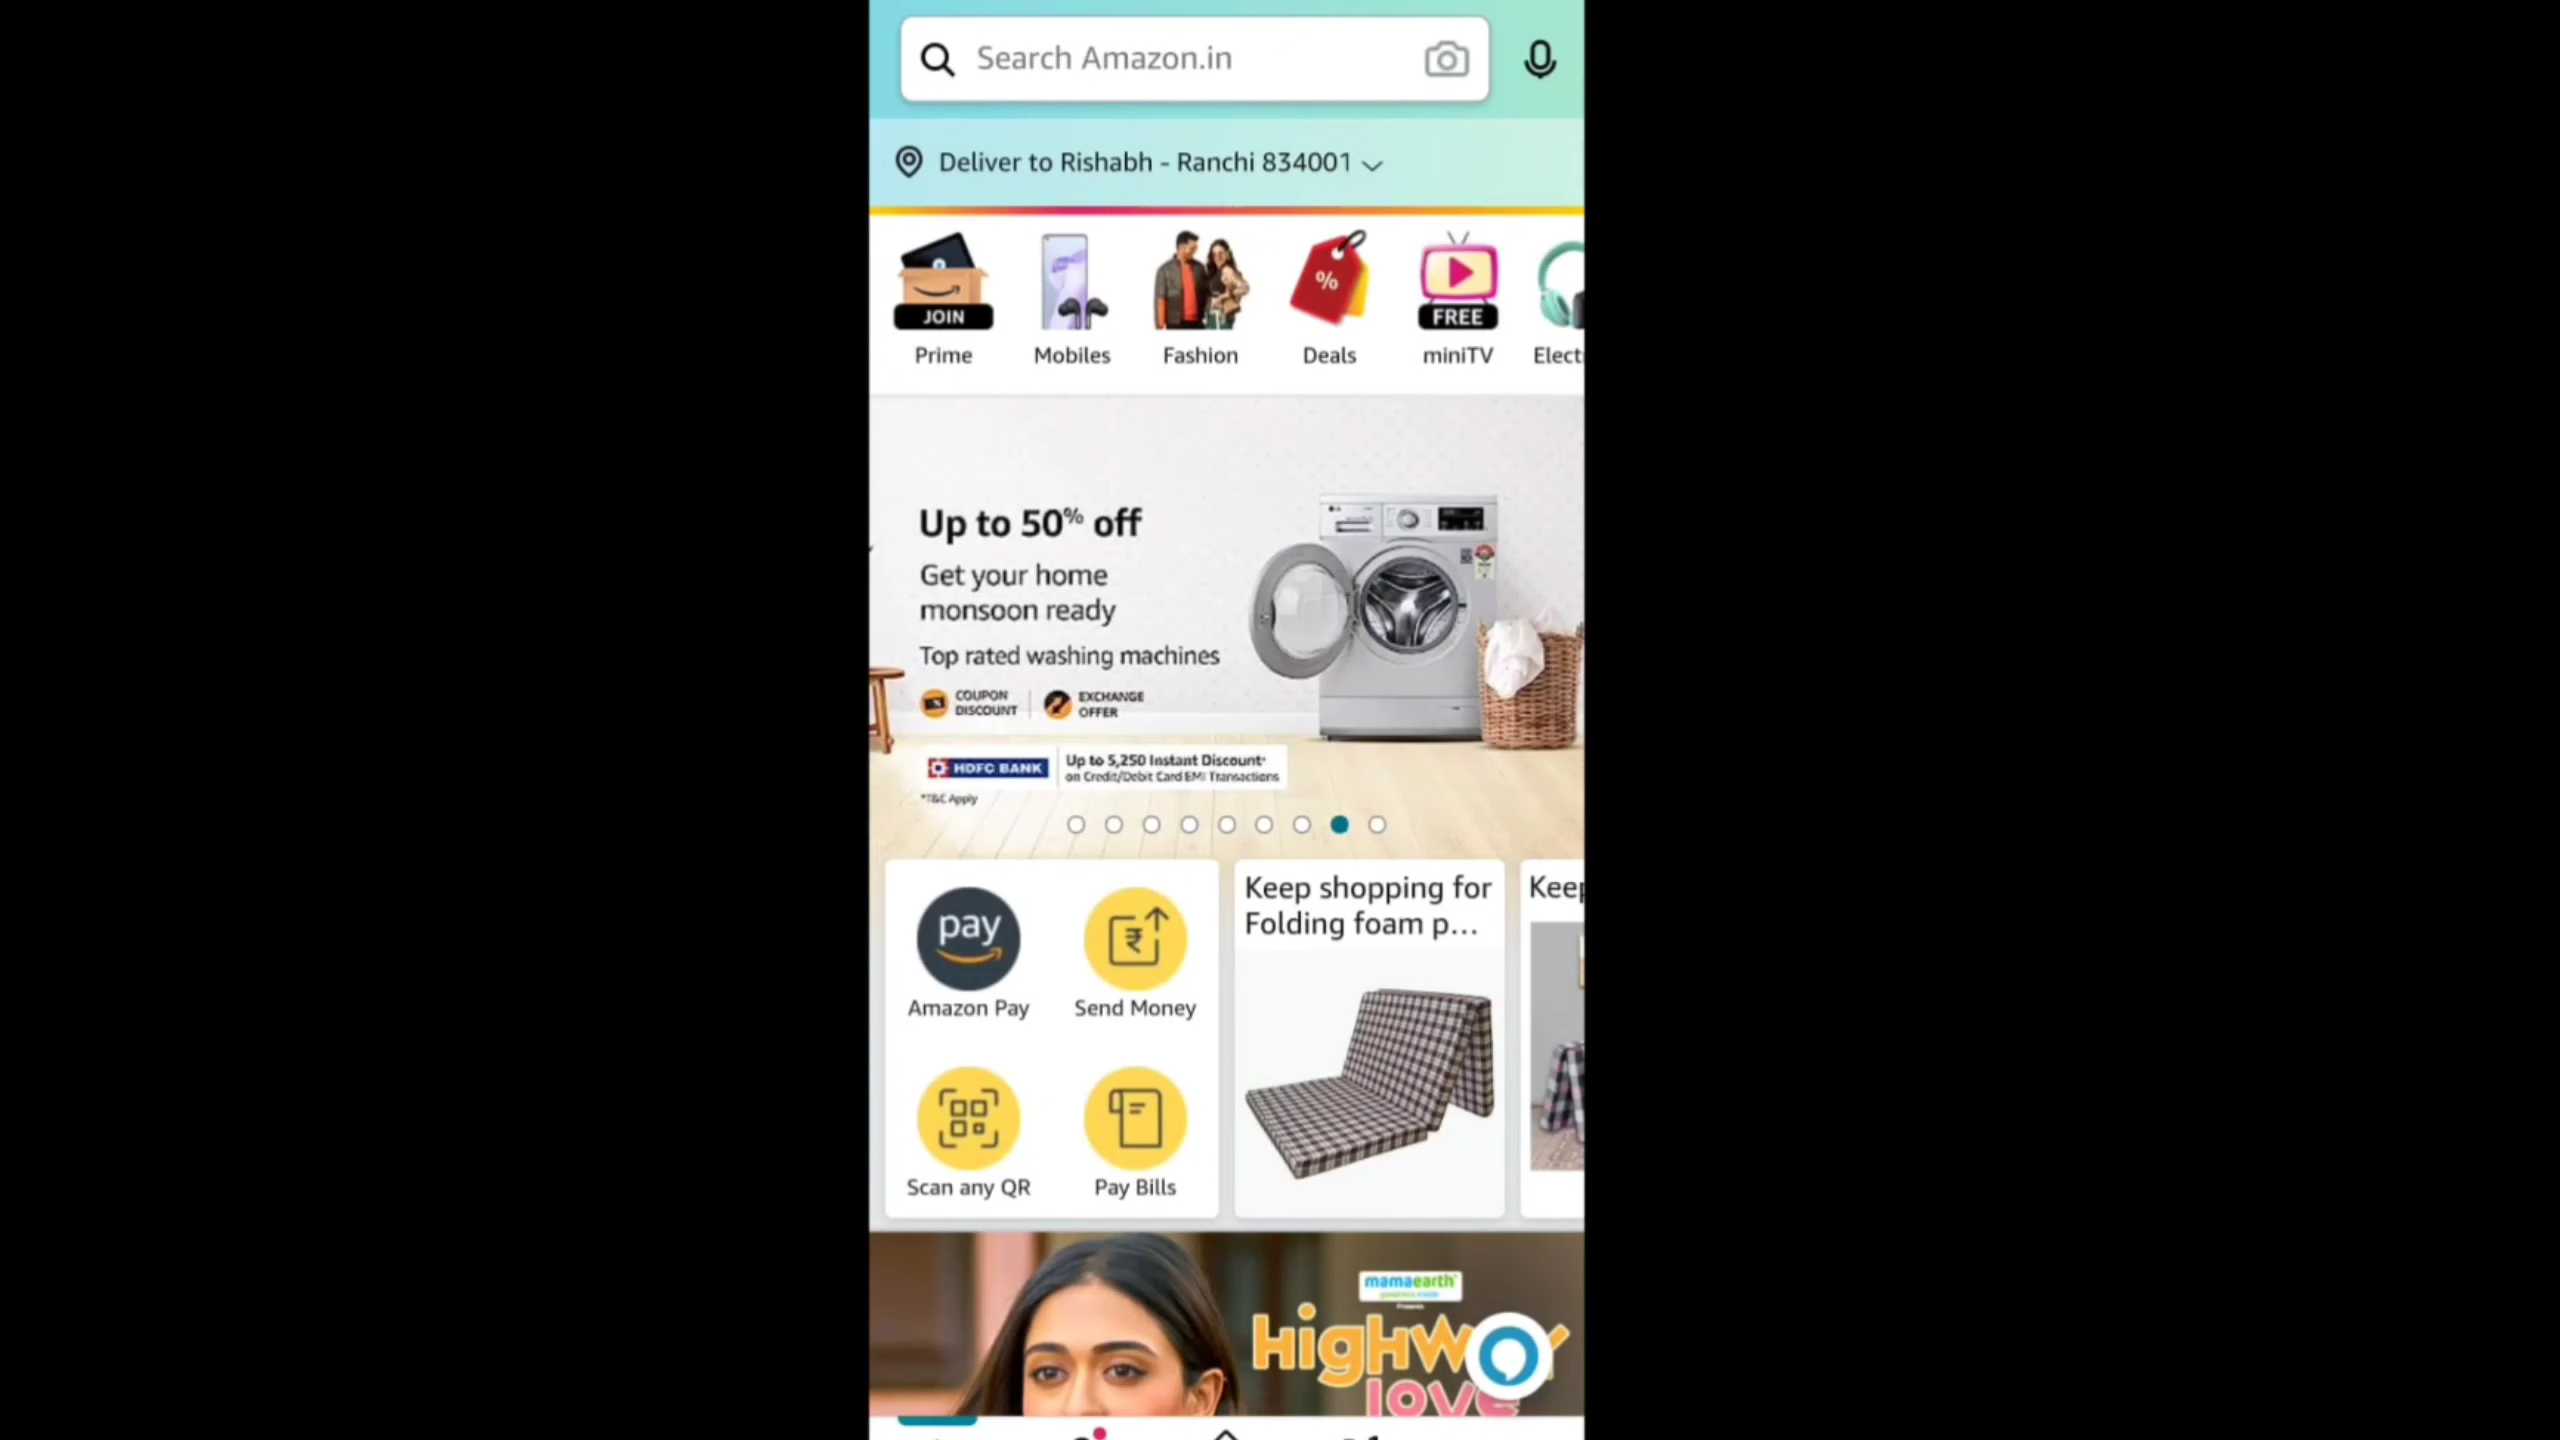 Search Amazon.in
Deliver to Rishabh - Ranchi 834001
JOIN
FREE
Prime
Mobiles
Fashion
Deals
miniTV
Elect
%
Up to 50% off
Get your home
monsoon ready
Top rated washing machines
COUPON
DISCOUNT
EXCHANGE
OFFER
HDFC BANK
Up to 5,250 Instant Discount*
on Credit/Debit Card EMI Transactions
*T&C Apply
pay
Amazon Pay
Send Money
Scan any QR
Pay Bills
Keep shopping for
Folding foam p...
Keep
mamaearth
Presents
HigHw
love